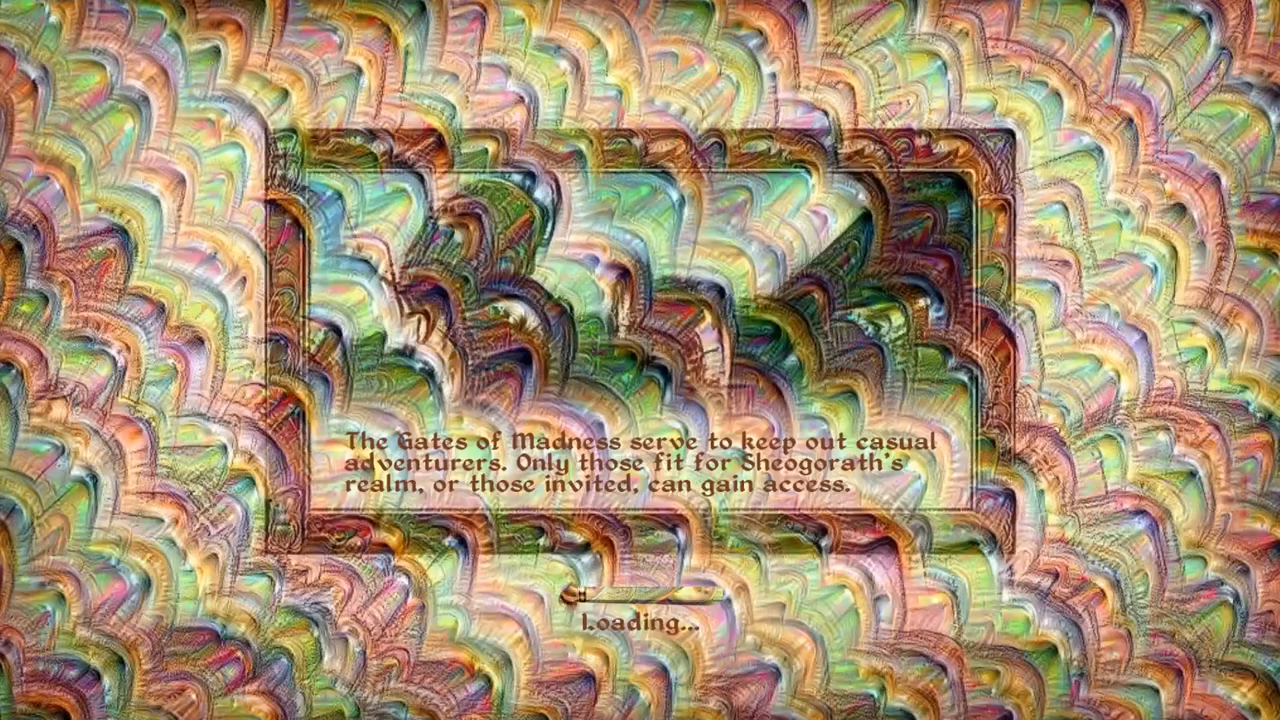 The Gates of Madness serve to keep out casual
adventurers. Only those fit for Sheogorath's
realm, or those invited, can gain access.
Loading...